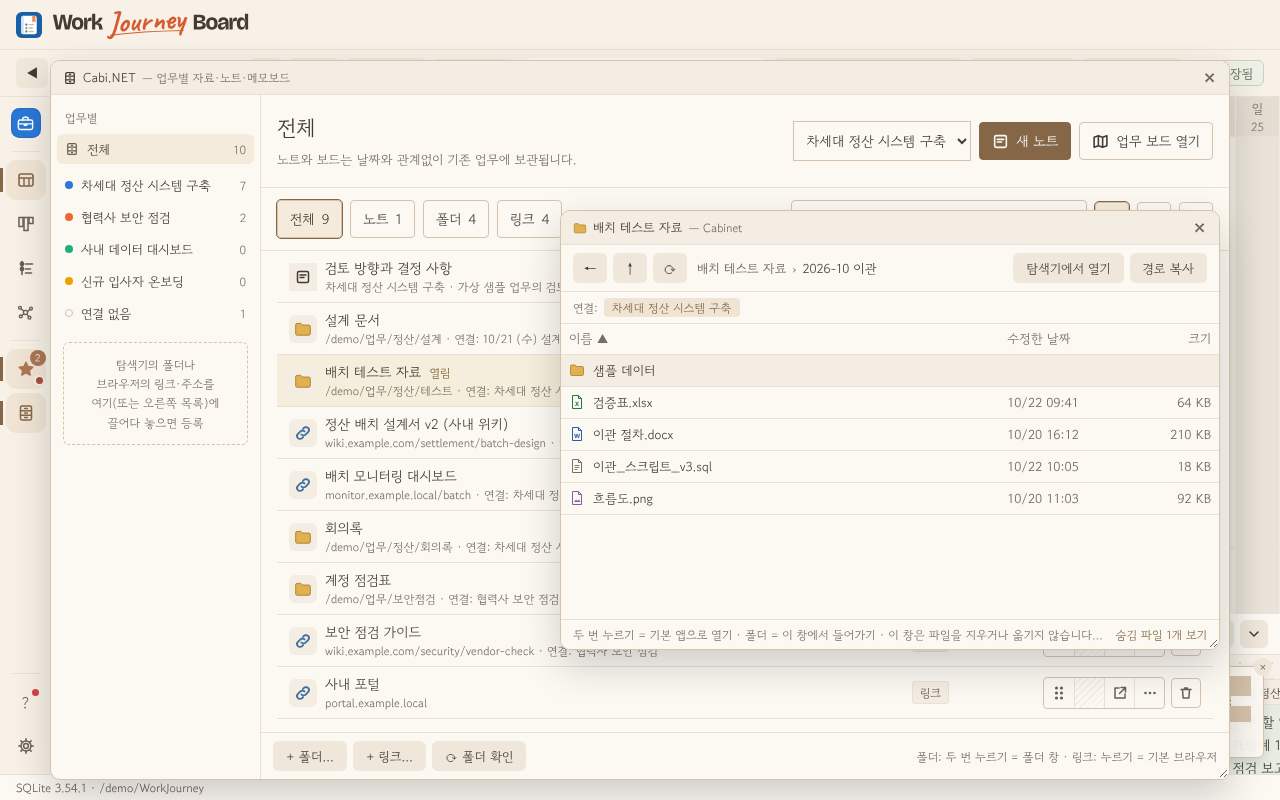 Work Journey Board
◀
장됨
Cabi.NET — 업무별 자료·노트·메모보드
×
일
25
업무별
전체 10
차세대 정산 시스템 구축 7
협력사 보안 점검 2
사내 데이터 대시보드 0
신규 입사자 온보딩 0
연결 없음 1
탐색기의 폴더나
브라우저의 링크·주소를
여기(또는 오른쪽 목록)에
끌어다 놓으면 등록
2
?
전체
노트와 보드는 날짜와 관계없이 기존 업무에 보관됩니다.
차세대 정산 시스템 구축
새 노트
업무 보드 열기
전체 9
노트 1
폴더 4
링크 4
검토 방향과 결정 사항
차세대 정산 시스템 구축 · 가상 샘플 업무의 검토
설계 문서
/demo/업무/정산/설계 · 연결: 10/21 (수) 설계
배치 테스트 자료 열림
/demo/업무/정산/테스트 · 연결: 차세대 정산
정산 배치 설계서 v2 (사내 위키)
wiki.example.com/settlement/batch-design ·
배치 모니터링 대시보드
monitor.example.local/batch · 연결: 차세대 정
회의록
/demo/업무/정산/회의록 · 연결: 차세대 정산
계정 점검표
/demo/업무/보안점검 · 연결: 협력사 보안 점검
보안 점검 가이드
wiki.example.com/security/vendor-check · 연결: 협력사 보안 점검
사내 포털
portal.example.local
링크
배치 테스트 자료 — Cabinet
×
← ↑ ⟳ 배치 테스트 자료 › 2026-10 이관
탐색기에서 열기
경로 복사
연결: 차세대 정산 시스템 구축
이름 ▲ 수정한 날짜 크기
샘플 데이터
검증표.xlsx 10/22 09:41 64 KB
이관 절차.docx 10/20 16:12 210 KB
이관_스크립트_v3.sql 10/22 10:05 18 KB
흐름도.png 10/20 11:03 92 KB
두 번 누르기 = 기본 앱으로 열기 · 폴더 = 이 창에서 들어가기 · 이 창은 파일을 지우거나 옮기지 않습니다...
숨김 파일 1개 보기
+ 폴더...
+ 링크...
⟳ 폴더 확인
폴더: 두 번 누르기 = 폴더 창 · 링크: 누르기 = 기본 브라우저
점검 보고
SQLite 3.54.1 · /demo/WorkJourney